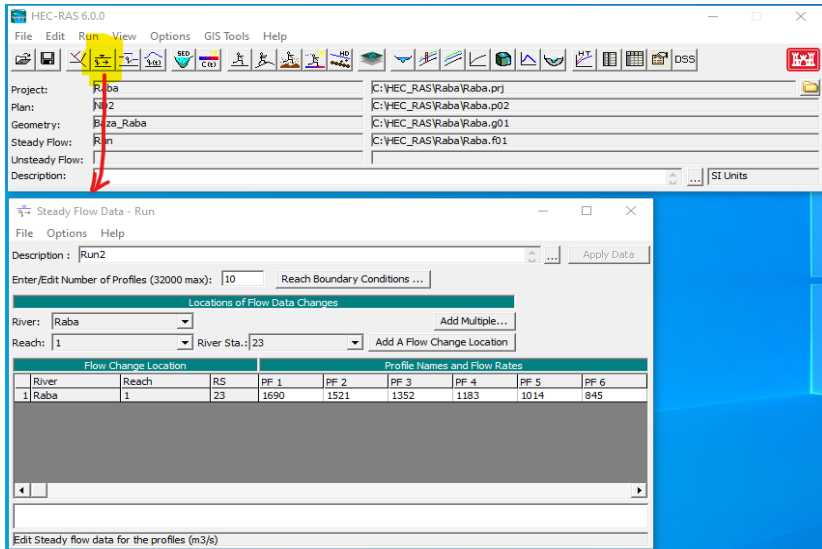 HEC-RAS 6.0.0
File Edit Run View Options GIS Tools Help
SED C(t) HD HT. DSS
Project: Raba C:\HEC_RAS\Raba\Raba.prj
Plan: ND2 C:\HEC_RAS\Raba\Raba.p02
Geometry: Baza_Raba C:\HEC_RAS\Raba\Raba.g01
Steady Flow: Run C:\HEC_RAS\Raba\Raba.f01
Unsteady Flow:
Description: ... SI Units
Steady Flow Data - Run
File Options Help
Description : Run2 ... Apply Data
Enter/Edit Number of Profiles (32000 max): 10 Reach Boundary Conditions ...
Locations of Flow Data Changes
River: Raba Add Multiple...
Reach: 1 River Sta.: 23 Add A Flow Change Location
Flow Change Location Profile Names and Flow Rates
River Reach RS PF 1 PF 2 PF 3 PF 4 PF 5 PF 6
1 Raba 1 23 1690 1521 1352 1183 1014 845
Edit Steady flow data for the profiles (m3/s)